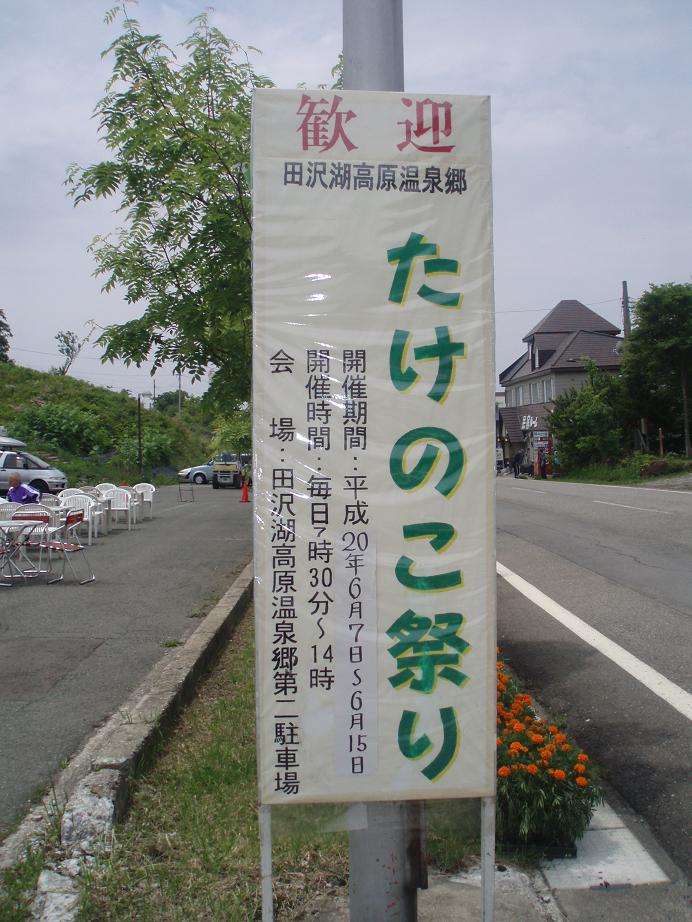 歓迎
田沢湖高原温泉郷
たけのこ祭り
開催期間：平成20年6月7日～6月15日
開催時間：毎日7時30分～14時
会　場：田沢湖高原温泉郷第二駐車場